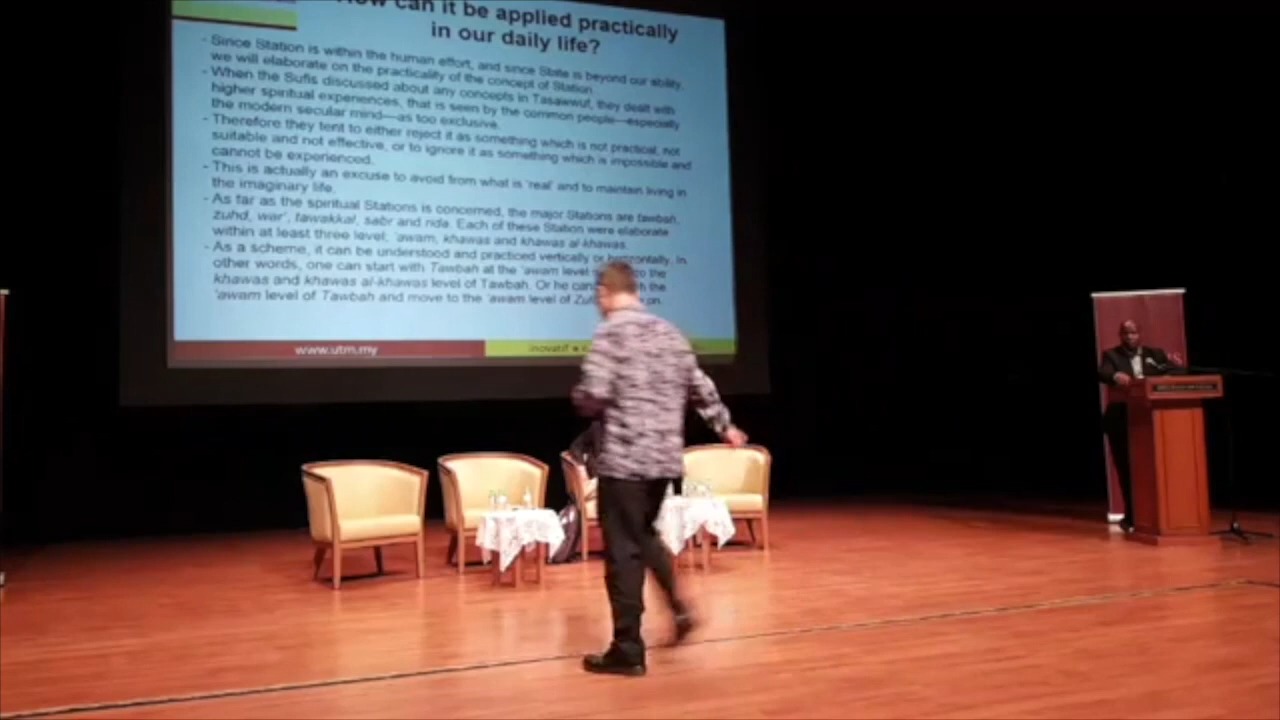 How can it be applied practically
in our daily life?
- Since Station is within the human effort, and since State is beyond our ability,
we will elaborate on the practicality of the concept of Station.
- When the Sufis discussed about any concepts in Tasawwuf, they dealt with
higher spiritual experiences, that is seen by the common people—especially
the modern secular mind—as too exclusive.
- Therefore they tent to either reject it as something which is not practical, not
suitable and not effective, or to ignore it as something which is impossible and
cannot be experienced.
- This is actually an excuse to avoid from what is 'real' and to maintain living in
the imaginary life.
- As far as the spiritual Stations is concerned, the major Stations are tawbah,
zuhd, war', tawakkal, sabr and rida. Each of these Station were elaborate
within at least three level; 'awam, khawas and khawas al-khawas.
- As a scheme, it can be understood and practiced vertically or horizontally. In
other words, one can start with Tawbah at the 'awam level to the
khawas and khawas al-khawas level of Tawbah. Or he can the
'awam level of Tawbah and move to the 'awam level of on.
www.utm.my
inovatif